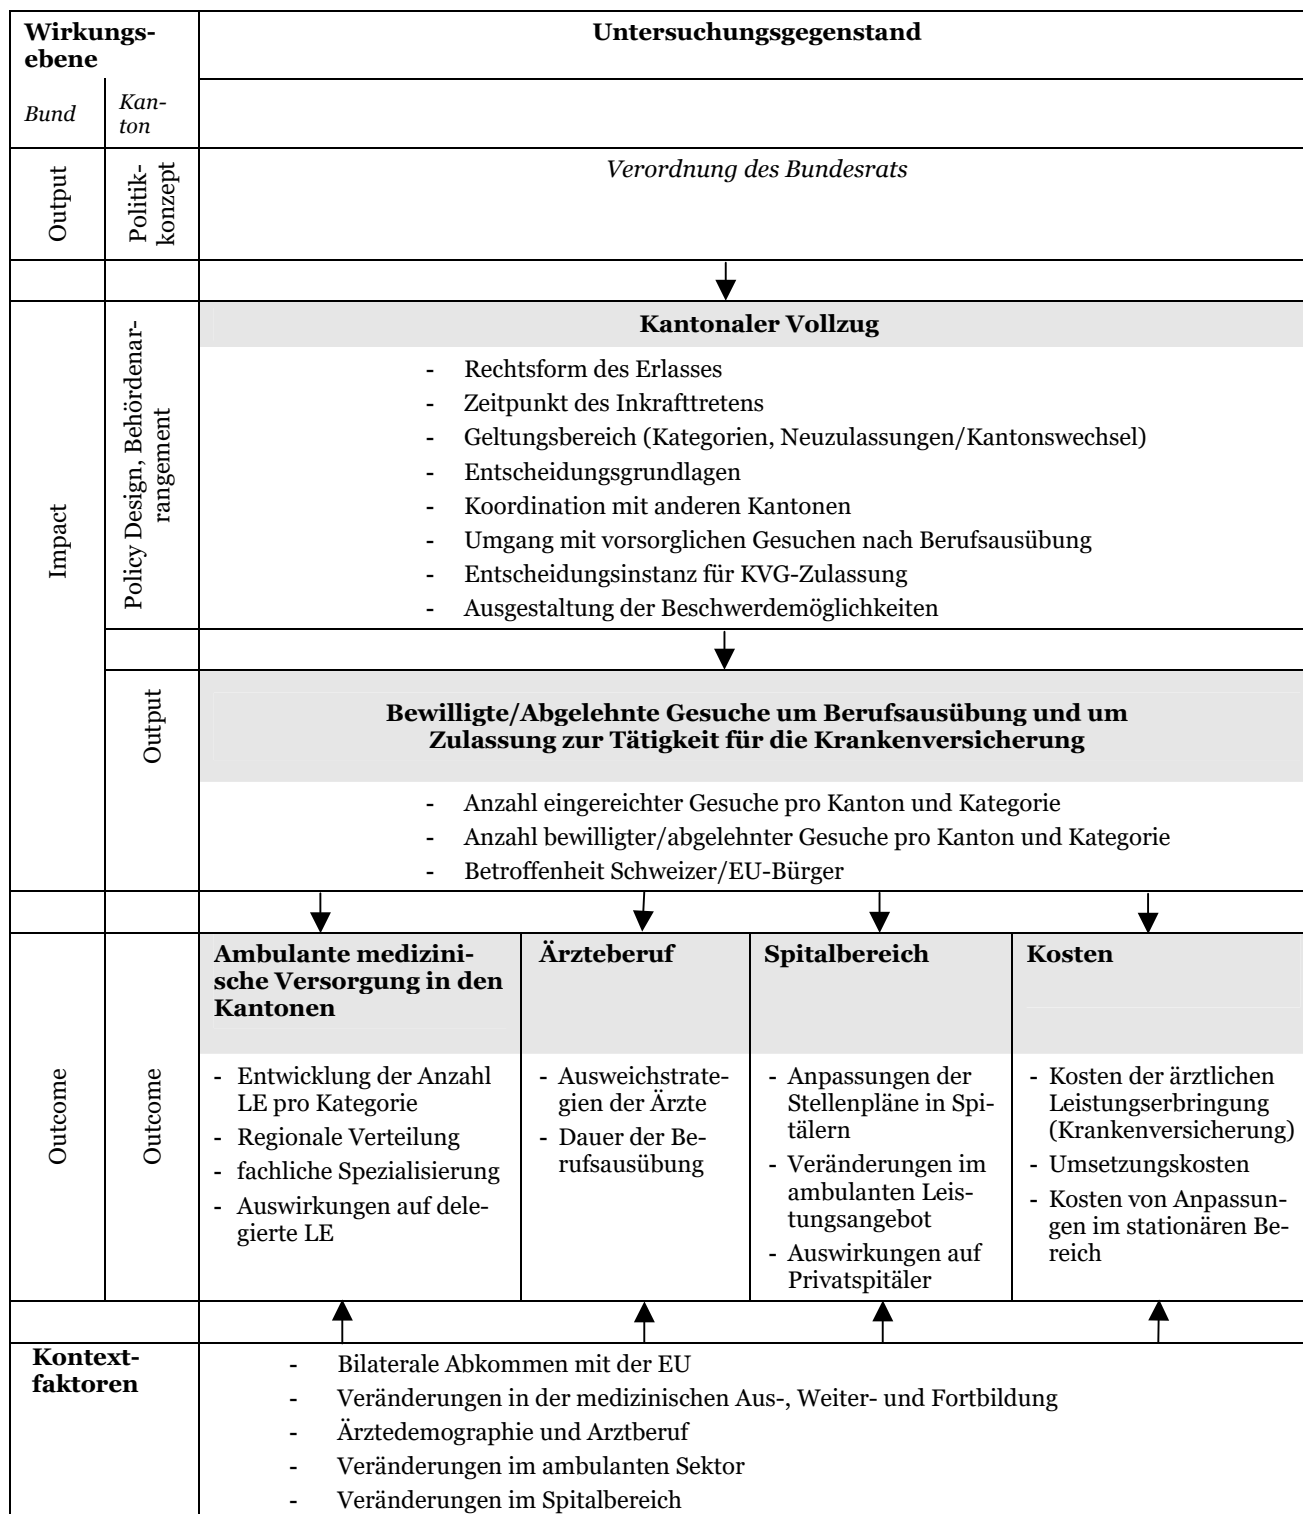 Wirkungs-
ebene
Untersuchungsgegenstand
Bund
Kan-
ton
Output
Politik-
konzept
Verordnung des Bundesrats
Impact
Policy Design, Behördenar-
rangement
Kantonaler Vollzug
- Rechtsform des Erlasses
- Zeitpunkt des Inkrafttretens
- Geltungsbereich (Kategorien, Neuzulassungen/Kantonswechsel)
- Entscheidungsgrundlagen
- Koordination mit anderen Kantonen
- Umgang mit vorsorglichen Gesuchen nach Berufsausübung
- Entscheidungsinstanz für KVG-Zulassung
- Ausgestaltung der Beschwerdemöglichkeiten
Output
Bewilligte/Abgelehnte Gesuche um Berufsausübung und um
Zulassung zur Tätigkeit für die Krankenversicherung
- Anzahl eingereichter Gesuche pro Kanton und Kategorie
- Anzahl bewilligter/abgelehnter Gesuche pro Kanton und Kategorie
- Betroffenheit Schweizer/EU-Bürger
Outcome
Outcome
Ambulante medizini-
sche Versorgung in den
Kantonen
- Entwicklung der Anzahl
LE pro Kategorie
- Regionale Verteilung
- fachliche Spezialisierung
- Auswirkungen auf dele-
gierte LE
Ärzteberuf
- Ausweichstrate-
gien der Ärzte
- Dauer der Be-
rufsausübung
Spitalbereich
- Anpassungen der
Stellenpläne in Spi-
tälern
- Veränderungen im
ambulanten Leis-
tungsangebot
- Auswirkungen auf
Privatspitäler
Kosten
- Kosten der ärztlichen
Leistungserbringung
(Krankenversicherung)
- Umsetzungskosten
- Kosten von Anpassun-
gen im stationären Be-
reich
Kontext-
faktoren
- Bilaterale Abkommen mit der EU
- Veränderungen in der medizinischen Aus-, Weiter- und Fortbildung
- Ärztedemographie und Arztberuf
- Veränderungen im ambulanten Sektor
- Veränderungen im Spitalbereich